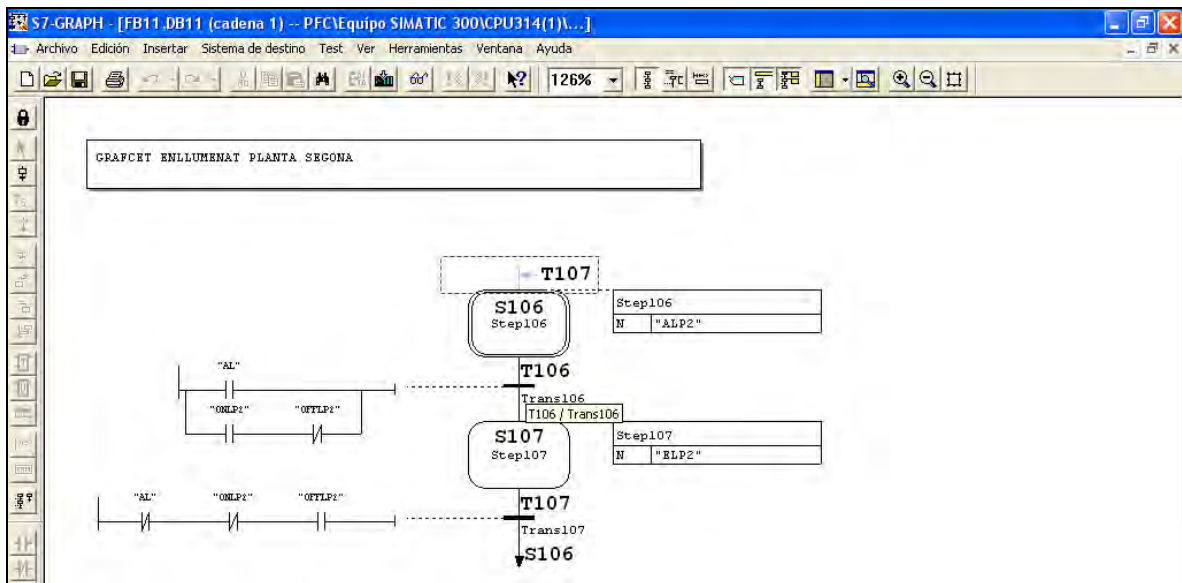 S7-GRAPH - [FB11.DB11 (cadena 1) -- PFC\Equipo SIMATIC 300\CPU314(1)\...]
Archivo Edición Insertar Sistema de destino Test Ver Herramientas Ventana Ayuda
126%
GRAFCET ENLLUMENAT PLANTA SEGONA
T107
S106
Step106
Step106
N "ALP2"
"AL"
T106
Trans106
"ONLP2" "OFFLP2"
T106 / Trans106
S107
Step107
Step107
N "ELP2"
"AL" "ONLP2" "OFFLP2"
T107
Trans107
S106